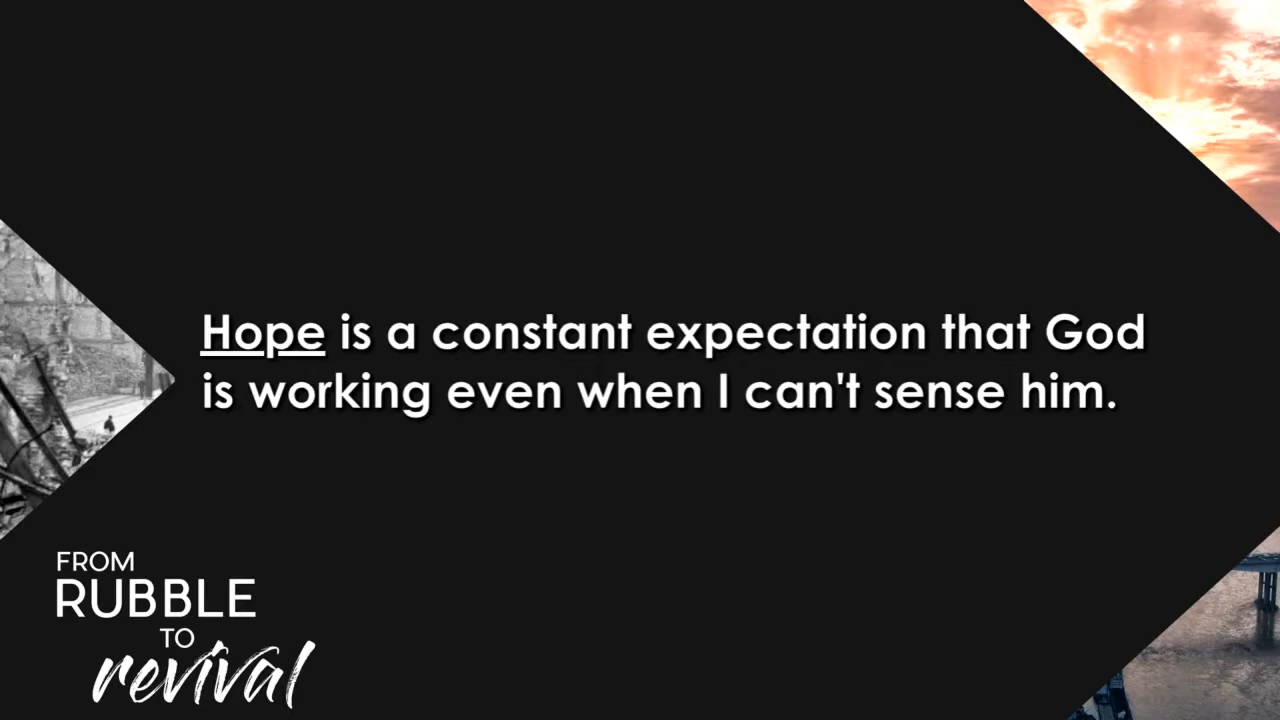 Hope is a constant expectation that God
is working even when I can't sense him.
FROM
RUBBLE
TO
revival